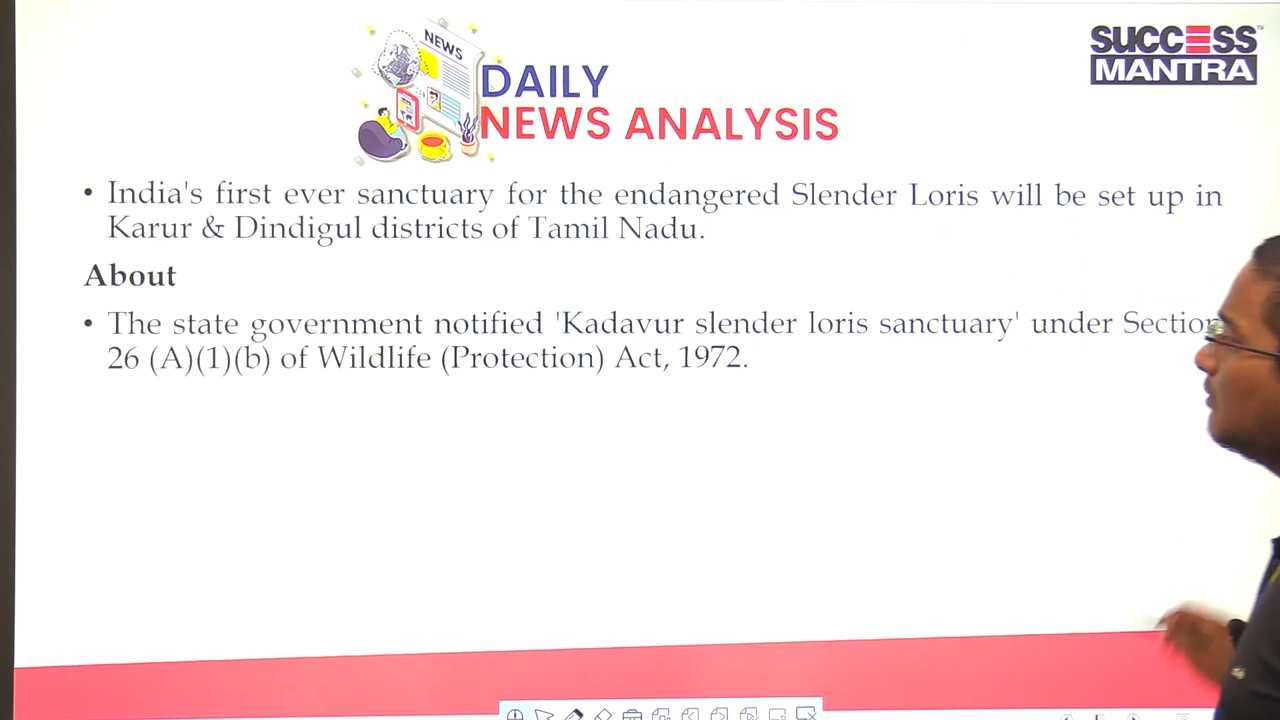 NEWS
SUCCESS
MANTRA
DAILY
NEWS ANALYSIS
• India's first ever sanctuary for the endangered Slender Loris will be set up in
Karur & Dindigul districts of Tamil Nadu.
About
• The state government notified 'Kadavur slender loris sanctuary' under Section
26 (A)(1)(b) of Wildlife (Protection) Act, 1972.